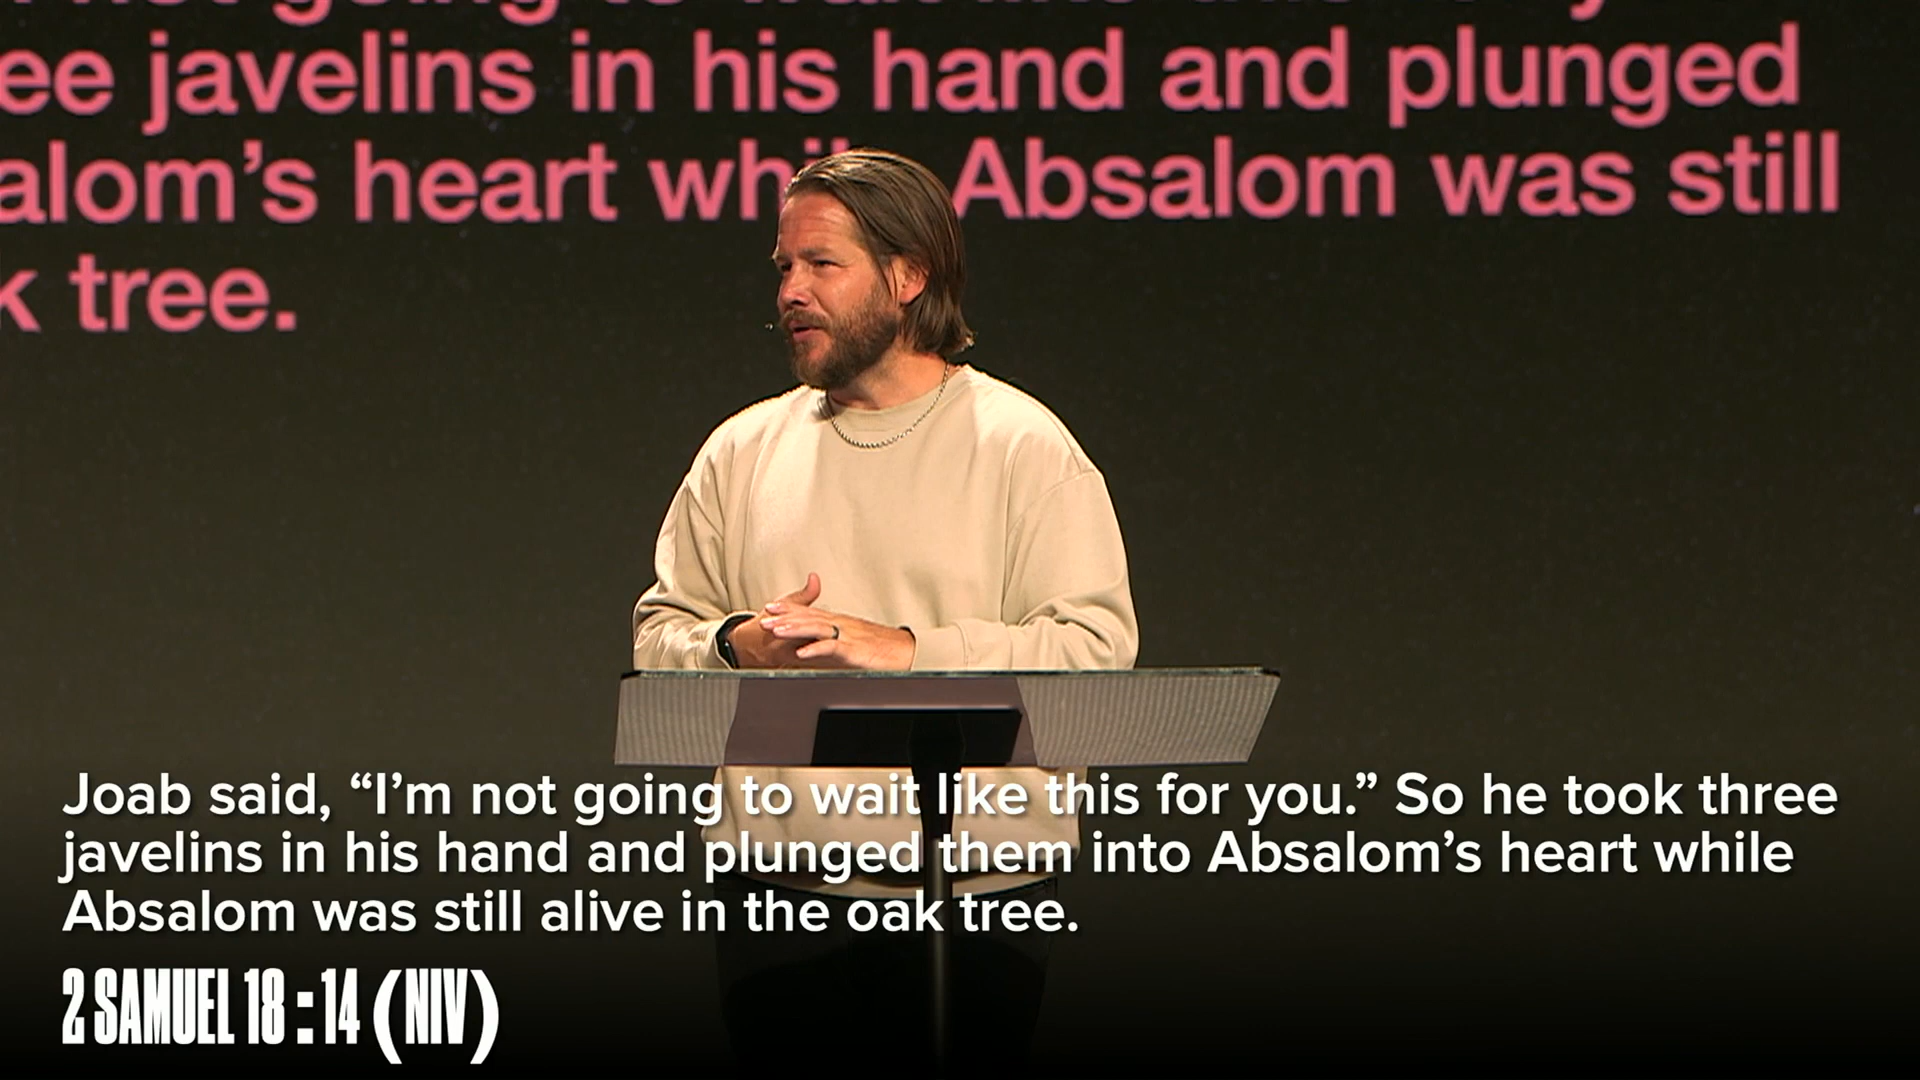 ee javelins in his hand and plunged
alom’s heart whi Absalom was still
k tree.
Joab said, “I’m not going to wait like this for you.” So he took three
javelins in his hand and plunged them into Absalom’s heart while
Absalom was still alive in the oak tree.
2 SAMUEL 18:14 (NIV)